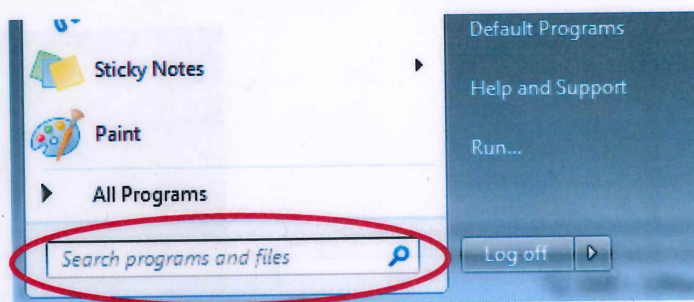 Sticky Notes
Paint
All Programs
Search programs and files
Default Programs
Help and Support
Run...
Log off